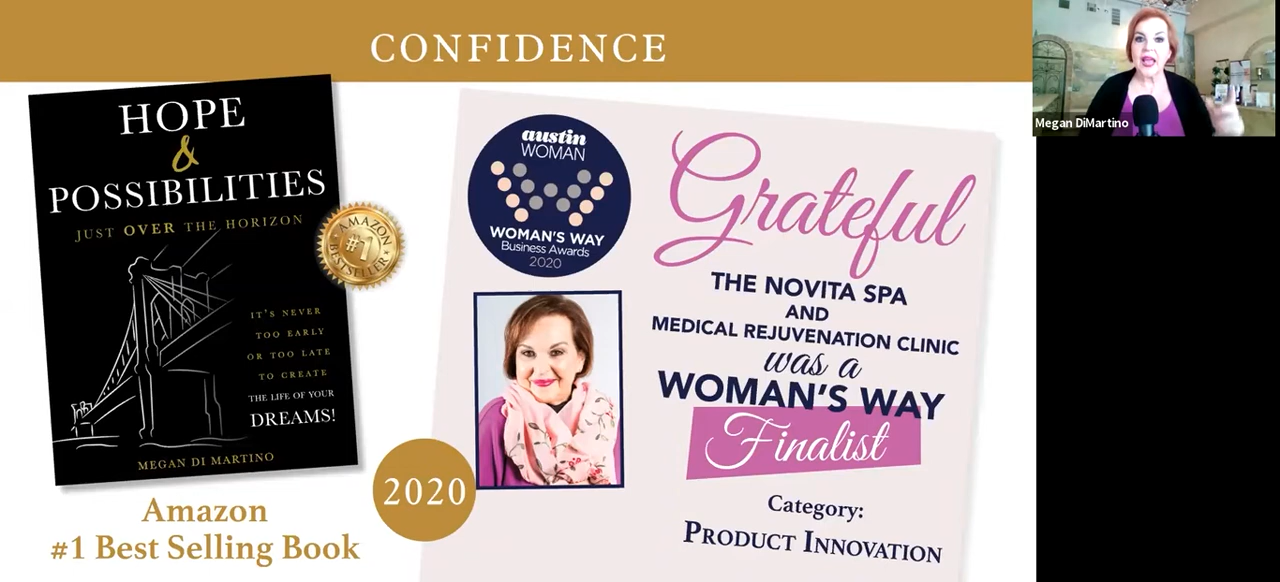 CONFIDENCE
HOPE
&
POSSIBILITIES
JUST OVER THE HORIZON
AMAZON
#1
BESTSELLER
IT'S NEVER
TOO EARLY
OR TOO LATE
TO CREATE
THE LIFE OF YOUR
DREAMS!
MEGAN DI MARTINO
Amazon
#1 Best Selling Book
2020
austin
WOMAN
WOMAN'S WAY
Business Awards
2020
Grateful
THE NOVITA SPA
AND
MEDICAL REJUVENATION CLINIC
was a
WOMAN'S WAY
Finalist
Category:
PRODUCT INNOVATION
Megan DiMartino